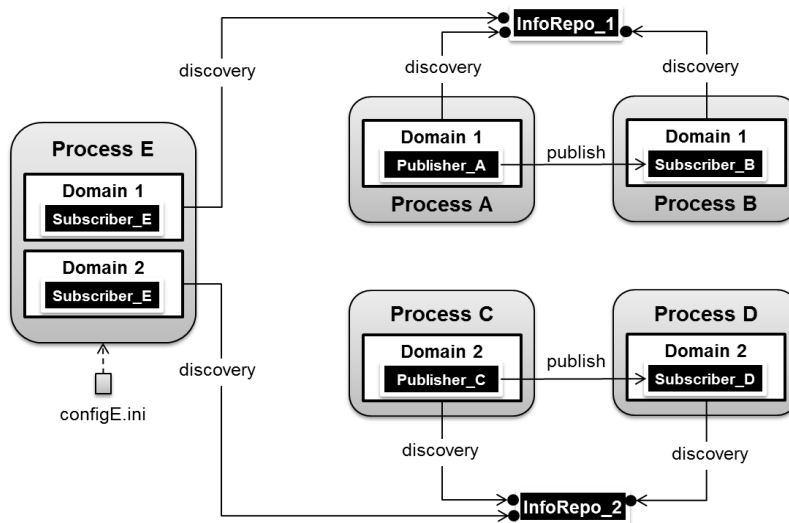 InfoRepo_1
discovery
discovery
discovery
Process E
Domain 1
Subscriber_E
Domain 2
Subscriber_E
configE.ini
discovery
Domain 1
Publisher_A
Process A
publish
Domain 1
Subscriber_B
Process B
Process C
Domain 2
Publisher_C
publish
Process D
Domain 2
Subscriber_D
discovery
discovery
InfoRepo_2